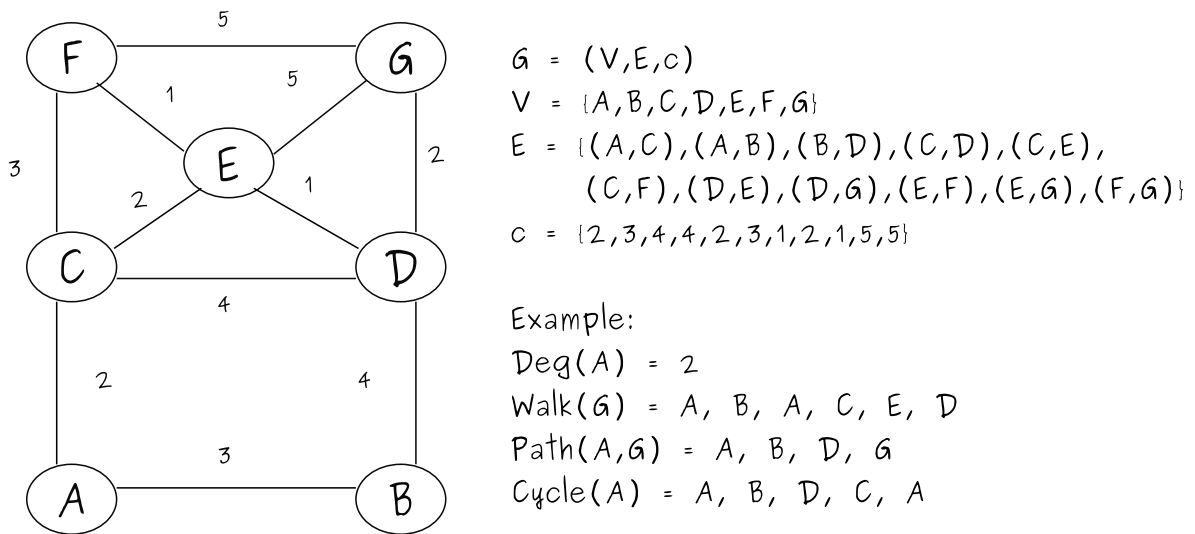 5
F
G
1
5
3
E
2
2
1
C
D
4
2
4
3
A
B
G = (V,E,c)
V = {A,B,C,D,E,F,G}
E = {(A,C),(A,B),(B,D),(C,D),(C,E),
(C,F),(D,E),(D,G),(E,F),(E,G),(F,G)}
c = {2,3,4,4,2,3,1,2,1,5,5}
Example:
Deg(A) = 2
Walk(G) = A, B, A, C, E, D
Path(A,G) = A, B, D, G
Cycle(A) = A, B, D, C, A